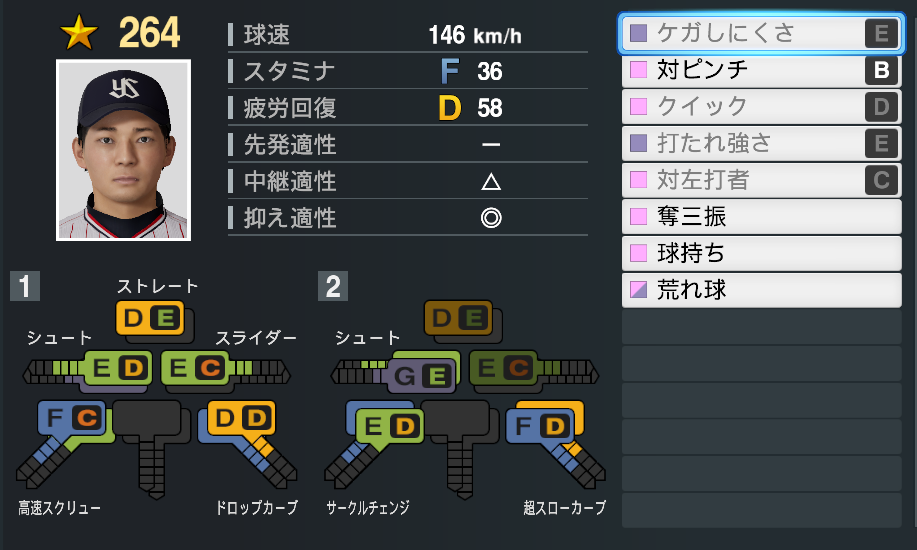 ★ 264
YS
球速 146 km/h
スタミナ F 36
疲労回復 D 58
先発適性 ー
中継適性 △
抑え適性 ◎
ケガしにくさ E
対ピンチ B
クイック D
打たれ強さ E
対左打者 C
奪三振
球持ち
荒れ球
1
ストレート
D E
シュート
スライダー
E D
E C
F C
D D
高速スクリュー
ドロップカーブ
2
D E
シュート
G E
E C
E D
F D
サークルチェンジ
超スローカーブ